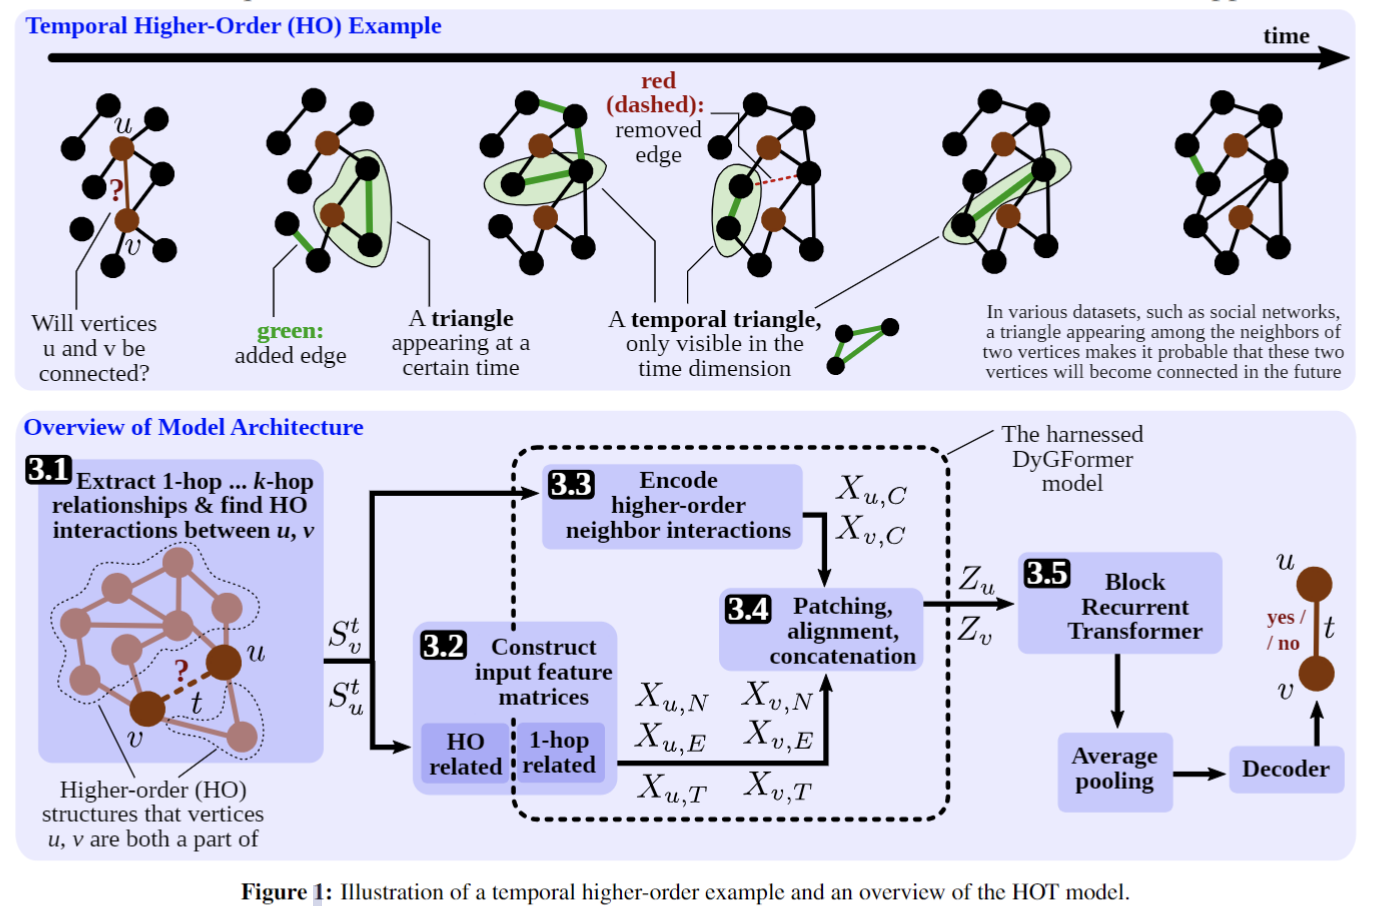 Temporal Higher-Order (HO) Example
time
u
?
v
Will vertices
u and v be
connected?
green:
added edge
A triangle
appearing at a
certain time
red
(dashed):
removed
edge
A temporal triangle,
only visible in the
time dimension
In various datasets, such as social networks,
a triangle appearing among the neighbors of
two vertices makes it probable that these two
vertices will become connected in the future
Overview of Model Architecture
3.1 Extract 1-hop ... k-hop
relationships & find HO
interactions between u, v
?
u
t
v
Higher-order (HO)
structures that vertices
u, v are both a part of
S_v^t
S_u^t
3.2 Construct
input feature
matrices
HO
related
1-hop
related
3.3 Encode
higher-order
neighbor interactions
X_{u,C}
X_{v,C}
X_{u,N} X_{v,N}
X_{u,E} X_{v,E}
X_{u,T} X_{v,T}
3.4 Patching,
alignment,
concatenation
The harnessed
DyGFormer
model
Z_u
Z_v
3.5 Block
Recurrent
Transformer
Average
pooling
Decoder
u
yes /
/ no
t
v
Figure 1: Illustration of a temporal higher-order example and an overview of the HOT model.